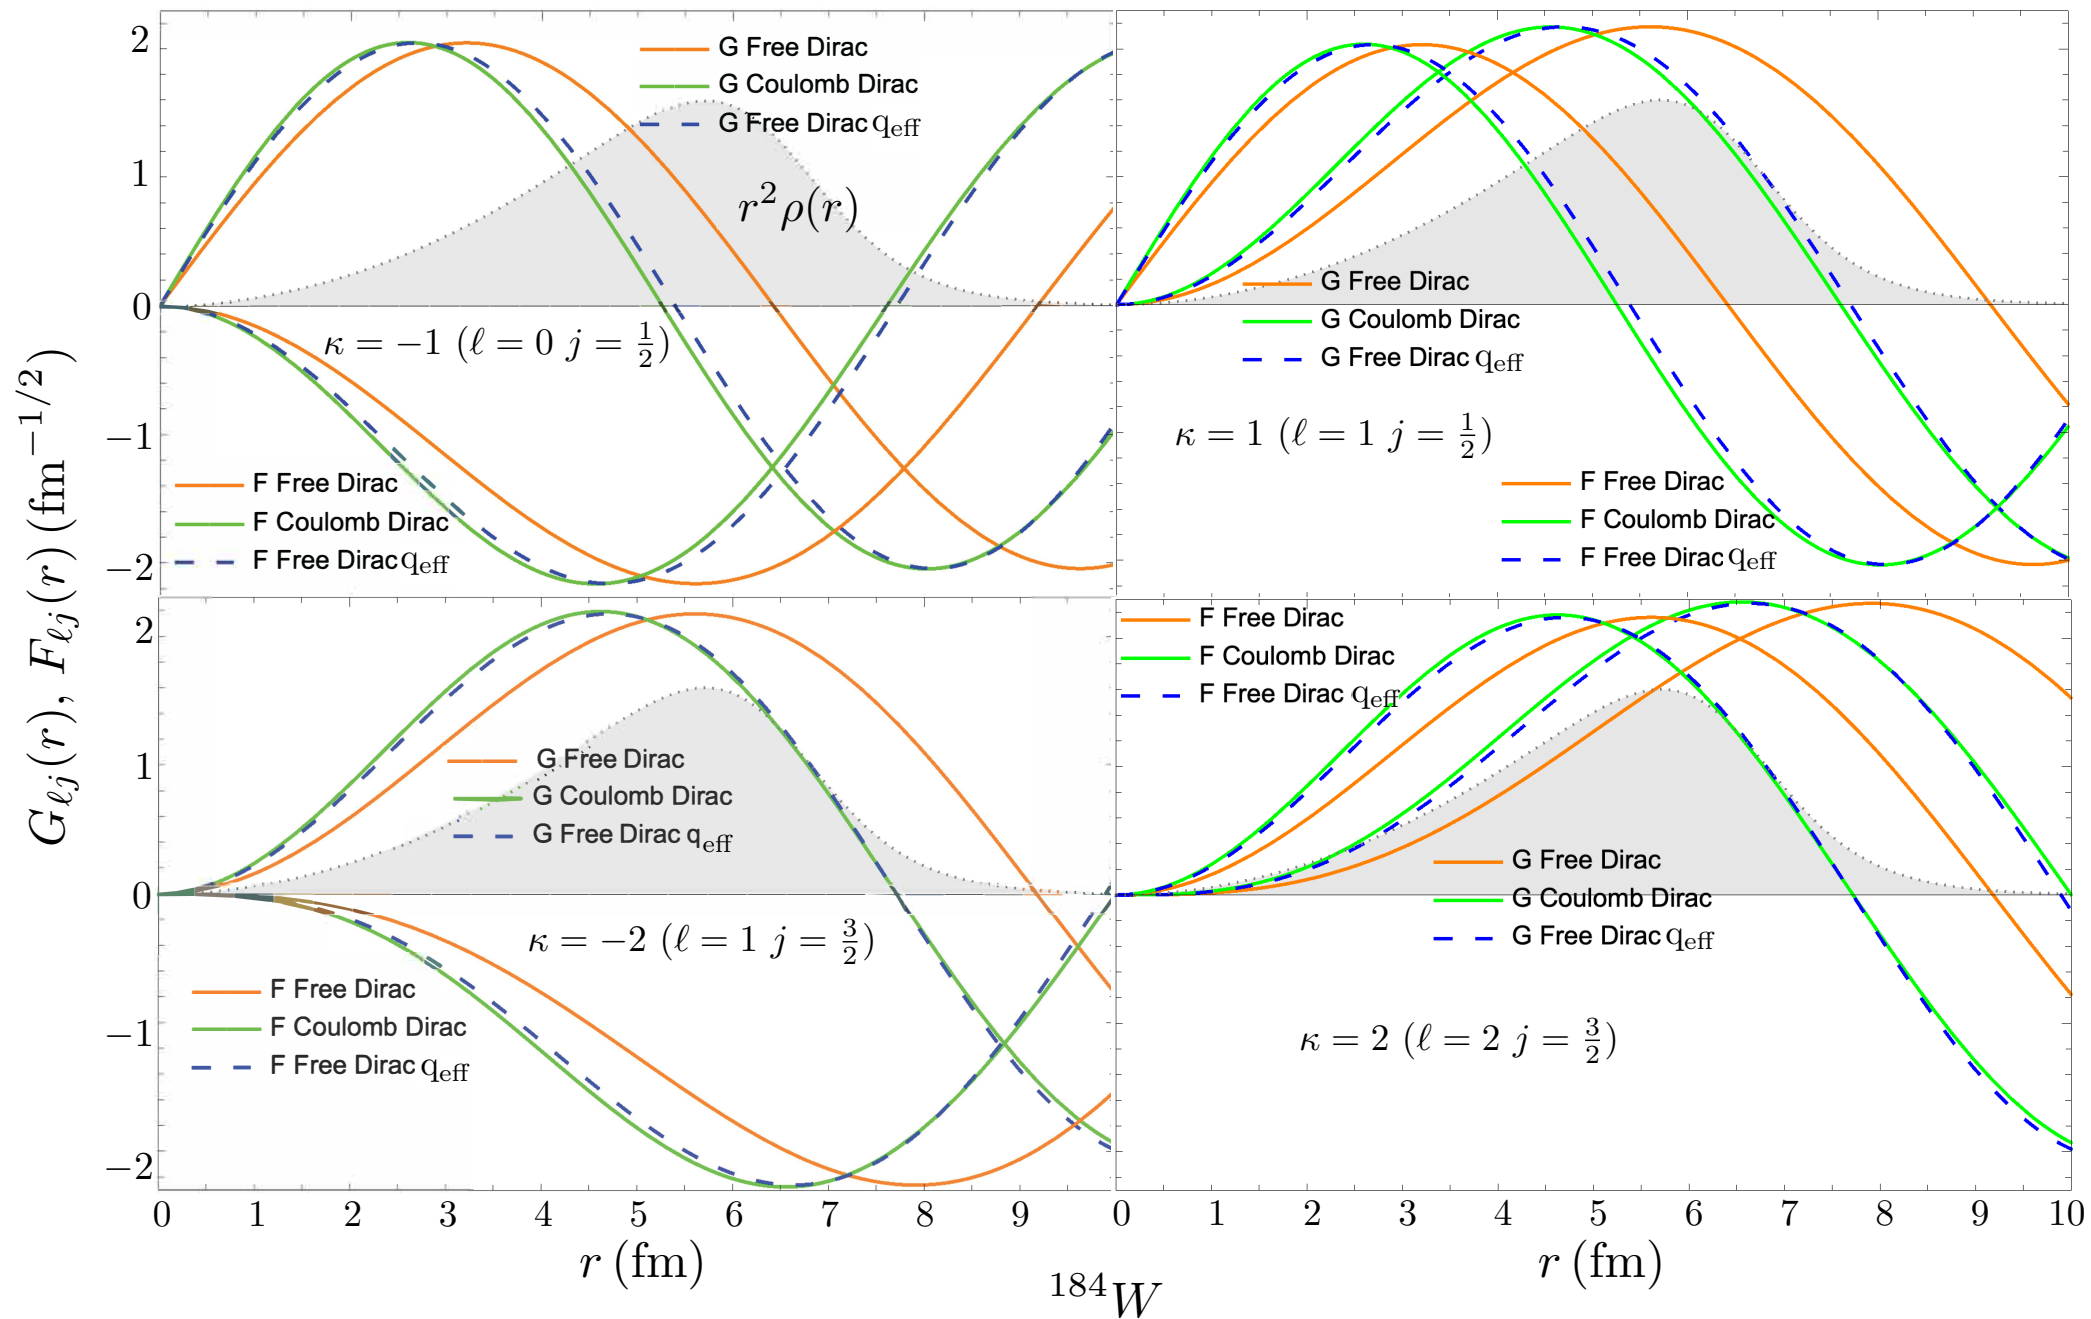 G_{ℓj}(r), F_{ℓj}(r) (fm^{−1/2})
2
1
0
−1
−2
G Free Dirac
G Coulomb Dirac
G Free Dirac q_eff
r²ρ(r)
κ = −1 (ℓ = 0 j = 1/2)
F Free Dirac
F Coulomb Dirac
F Free Dirac q_eff
G Free Dirac
G Coulomb Dirac
G Free Dirac q_eff
κ = 1 (ℓ = 1 j = 1/2)
F Free Dirac
F Coulomb Dirac
F Free Dirac q_eff
2
1
0
−1
−2
G Free Dirac
G Coulomb Dirac
G Free Dirac q_eff
κ = −2 (ℓ = 1 j = 3/2)
F Free Dirac
F Coulomb Dirac
F Free Dirac q_eff
0 1 2 3 4 5 6 7 8 9
r (fm)
F Free Dirac
F Coulomb Dirac
F Free Dirac q_eff
G Free Dirac
G Coulomb Dirac
G Free Dirac q_eff
κ = 2 (ℓ = 2 j = 3/2)
0 1 2 3 4 5 6 7 8 9 10
r (fm)
¹⁸⁴W